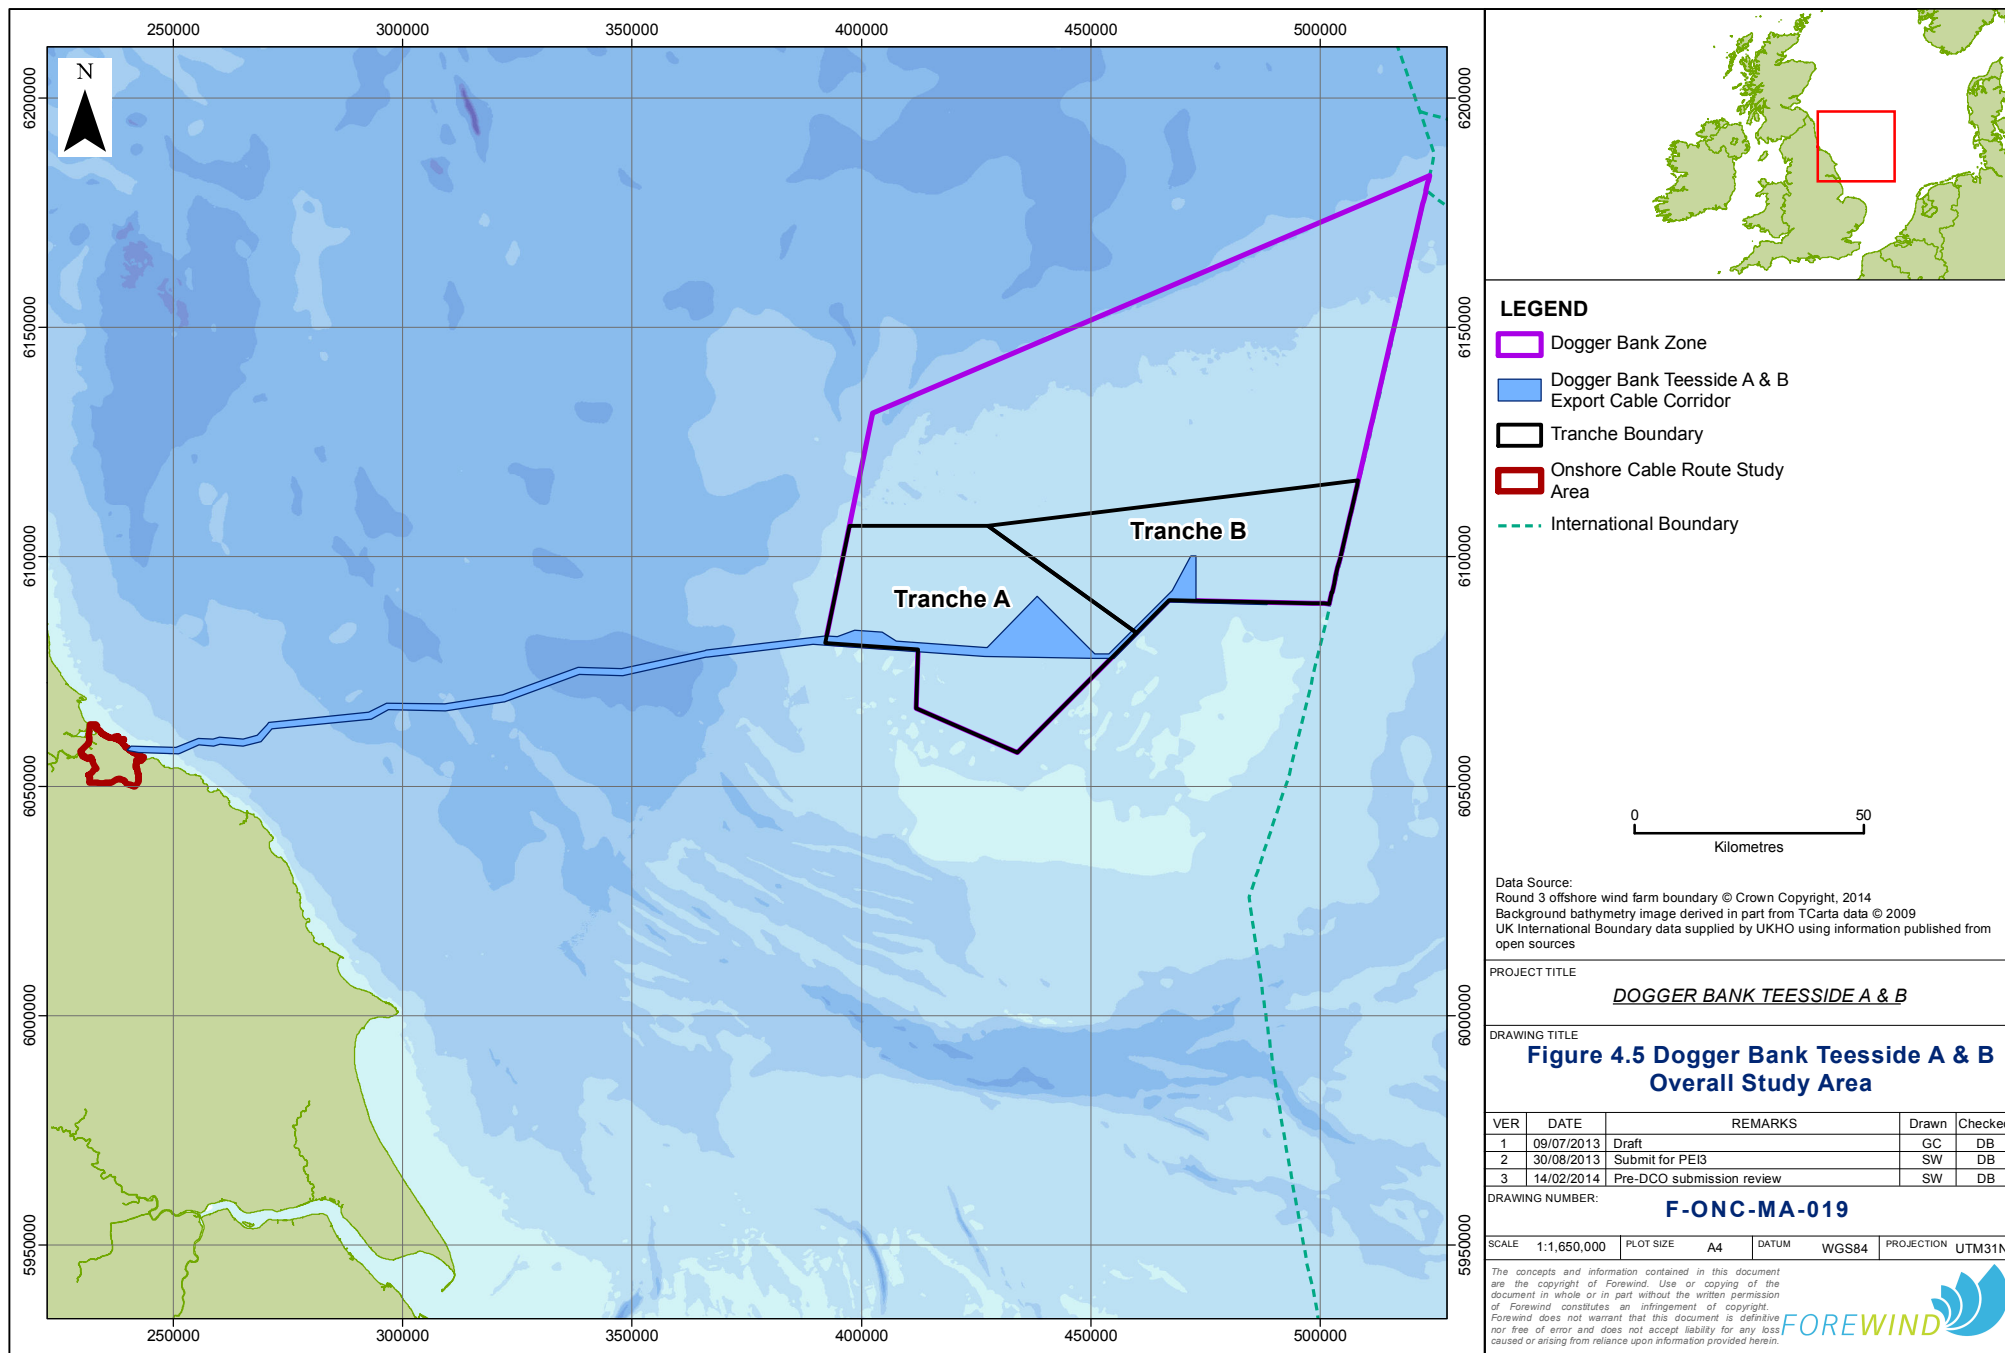 250000 300000 350000 400000 450000 500000
6200000 6200000
N
6150000 6150000
6100000 6100000
Tranche B
Tranche A
6050000 6050000
6000000 6000000
5950000 5950000
250000 300000 350000 400000 450000 500000
LEGEND
Dogger Bank Zone
Dogger Bank Teesside A & B
Export Cable Corridor
Tranche Boundary
Onshore Cable Route Study
Area
International Boundary
0 50
Kilometres
Data Source:
Round 3 offshore wind farm boundary © Crown Copyright, 2014
Background bathymetry image derived in part from TCarta data © 2009
UK International Boundary data supplied by UKHO using information published from
open sources
PROJECT TITLE
DOGGER BANK TEESSIDE A & B
DRAWING TITLE
Figure 4.5 Dogger Bank Teesside A & B
Overall Study Area
VER DATE REMARKS Drawn Checked
1 09/07/2013 Draft GC DB
2 30/08/2013 Submit for PEI3 SW DB
3 14/02/2014 Pre-DCO submission review SW DB
DRAWING NUMBER:
F-ONC-MA-019
SCALE 1:1,650,000 PLOT SIZE A4 DATUM WGS84 PROJECTION UTM31N
The concepts and information contained in this document
are the copyright of Forewind. Use or copying of the
document in whole or in part without the written permission
of Forewind constitutes an infringement of copyright.
Forewind does not warrant that this document is definitive
nor free of error and does not accept liability for any loss
caused or arising from reliance upon information provided herein.
FOREWIND